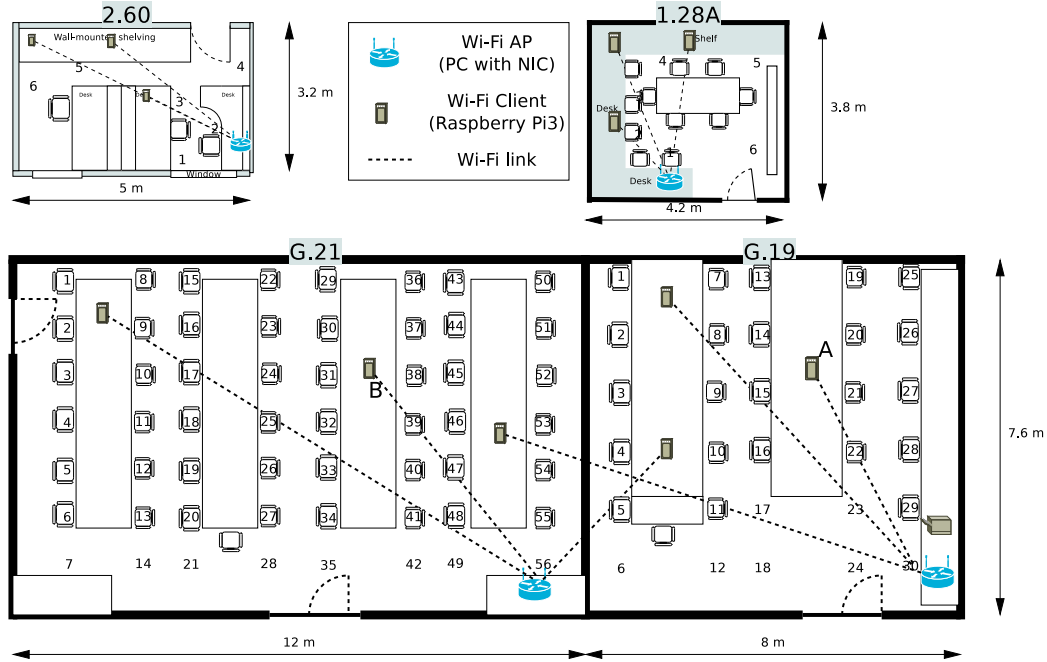 2.60
1.28A
Wall-mounted shelving
Wi-Fi AP
(PC with NIC)
Wi-Fi Client
(Raspberry Pi3)
Wi-Fi link
Shelf
4
5
6
5
4
3
2
1
Desk
Desk
Desk
Window
3.2 m
5 m
Desk
Desk
6
3.8 m
4.2 m
G.21
G.19
1 8 15 22 29 36 43 50
2 9 16 23 30 37 44 51
3 10 17 24 31 38 45 52
4 11 18 25 32 39 46 53
5 12 19 26 33 40 47 54
6 13 20 27 34 41 48 55
7 14 21 28 35 42 49 56
B
1 7 13 19 25
2 8 14 20 26
3 9 15 21 27
4 10 16 22 28
5 11 17 23 29
6 12 18 24 30
A
7.6 m
12 m
8 m